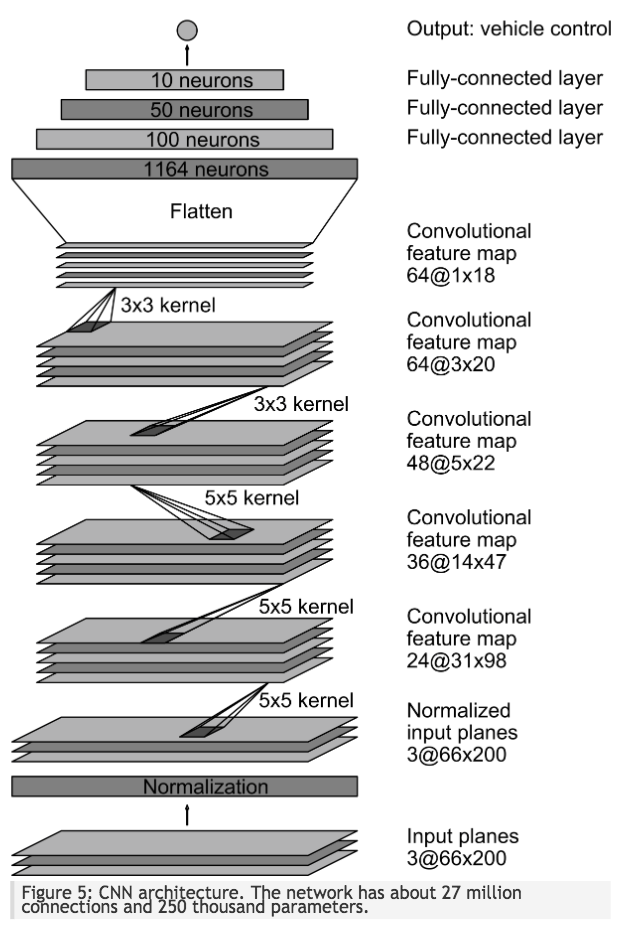 Output: vehicle control
10 neurons
Fully-connected layer
50 neurons
Fully-connected layer
100 neurons
Fully-connected layer
1164 neurons
Flatten
Convolutional
feature map
64@1x18
3x3 kernel
Convolutional
feature map
64@3x20
3x3 kernel
Convolutional
feature map
48@5x22
5x5 kernel
Convolutional
feature map
36@14x47
5x5 kernel
Convolutional
feature map
24@31x98
5x5 kernel
Normalized
input planes
3@66x200
Normalization
Input planes
3@66x200
Figure 5: CNN architecture. The network has about 27 million
connections and 250 thousand parameters.